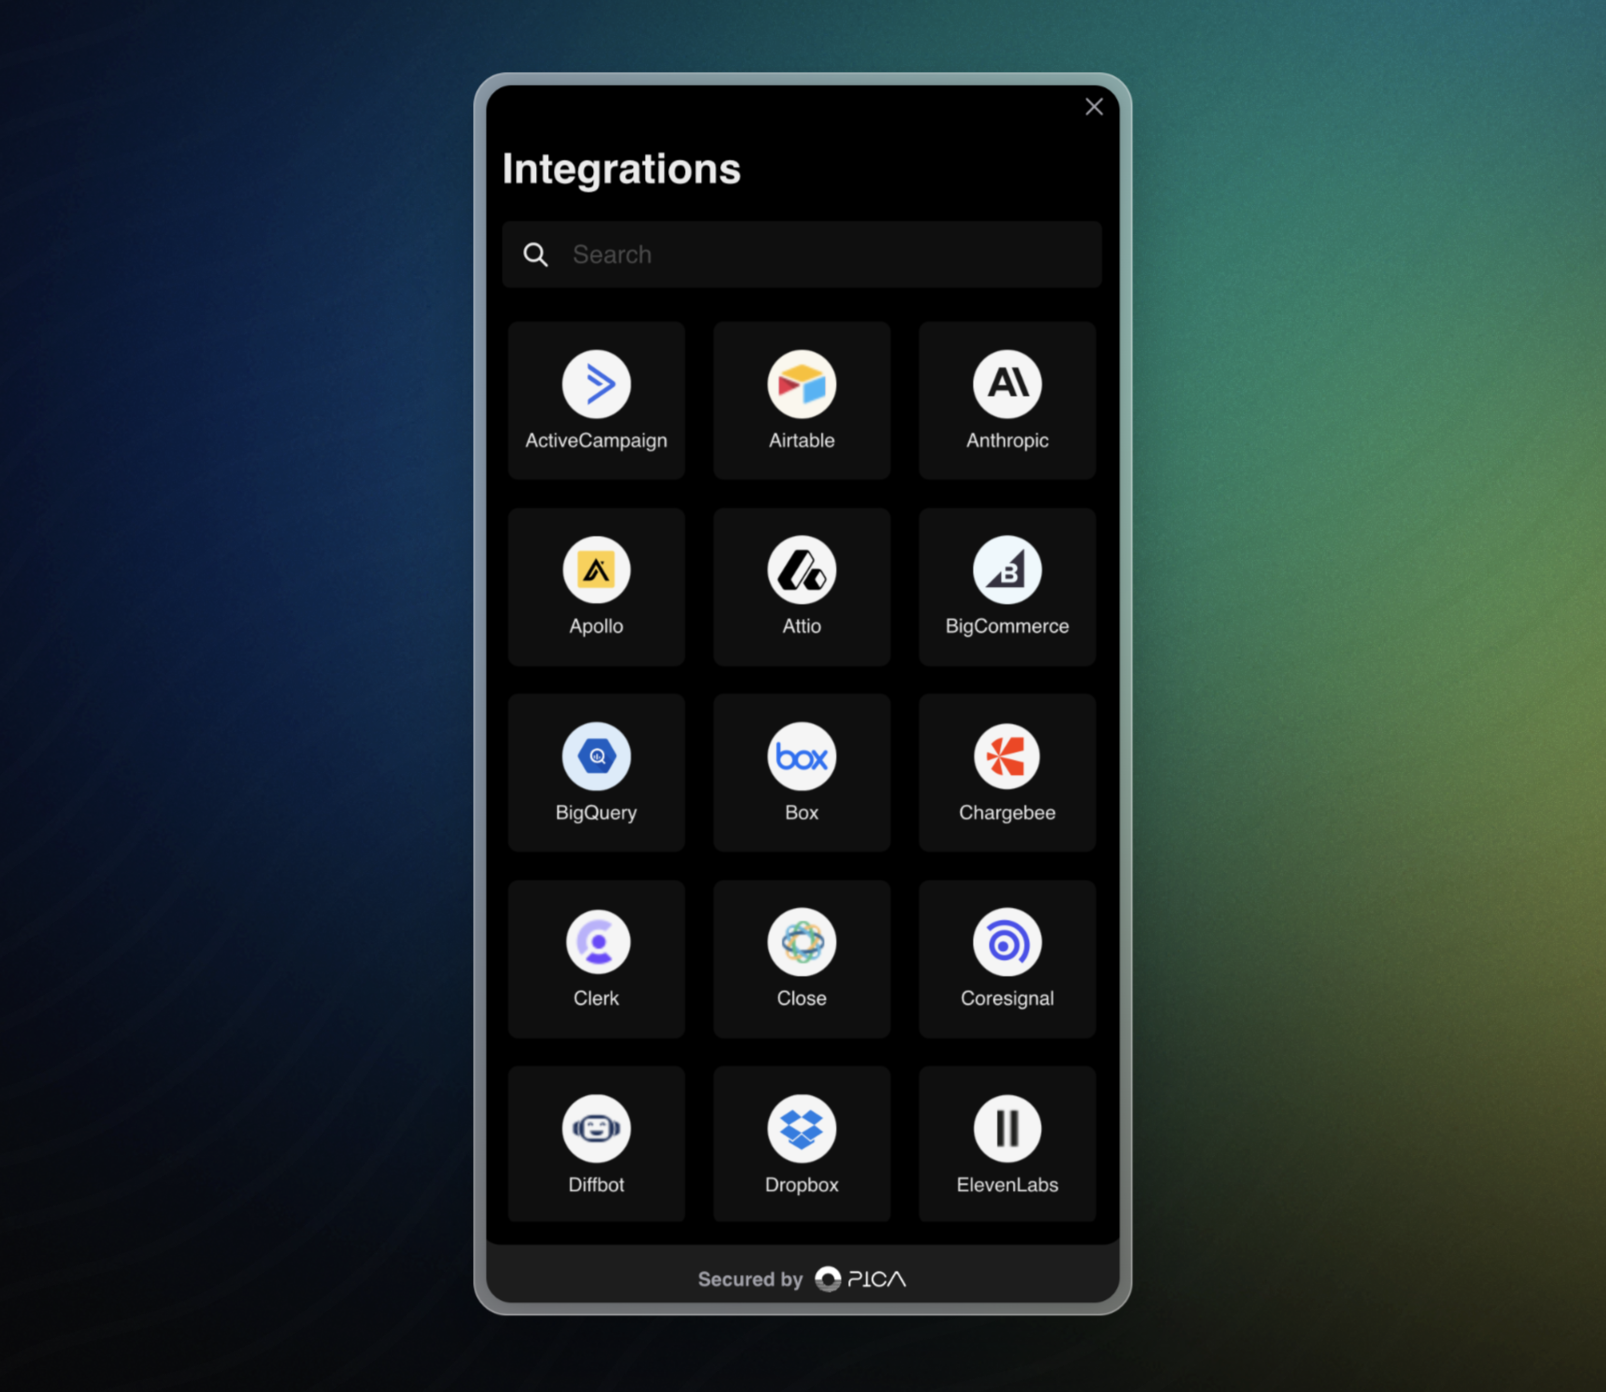 Integrations
Search
ActiveCampaign
Airtable
Anthropic
Apollo
Attio
BigCommerce
BigQuery
box
Box
Chargebee
Clerk
Close
Coresignal
Diffbot
Dropbox
ElevenLabs
Secured by PICA